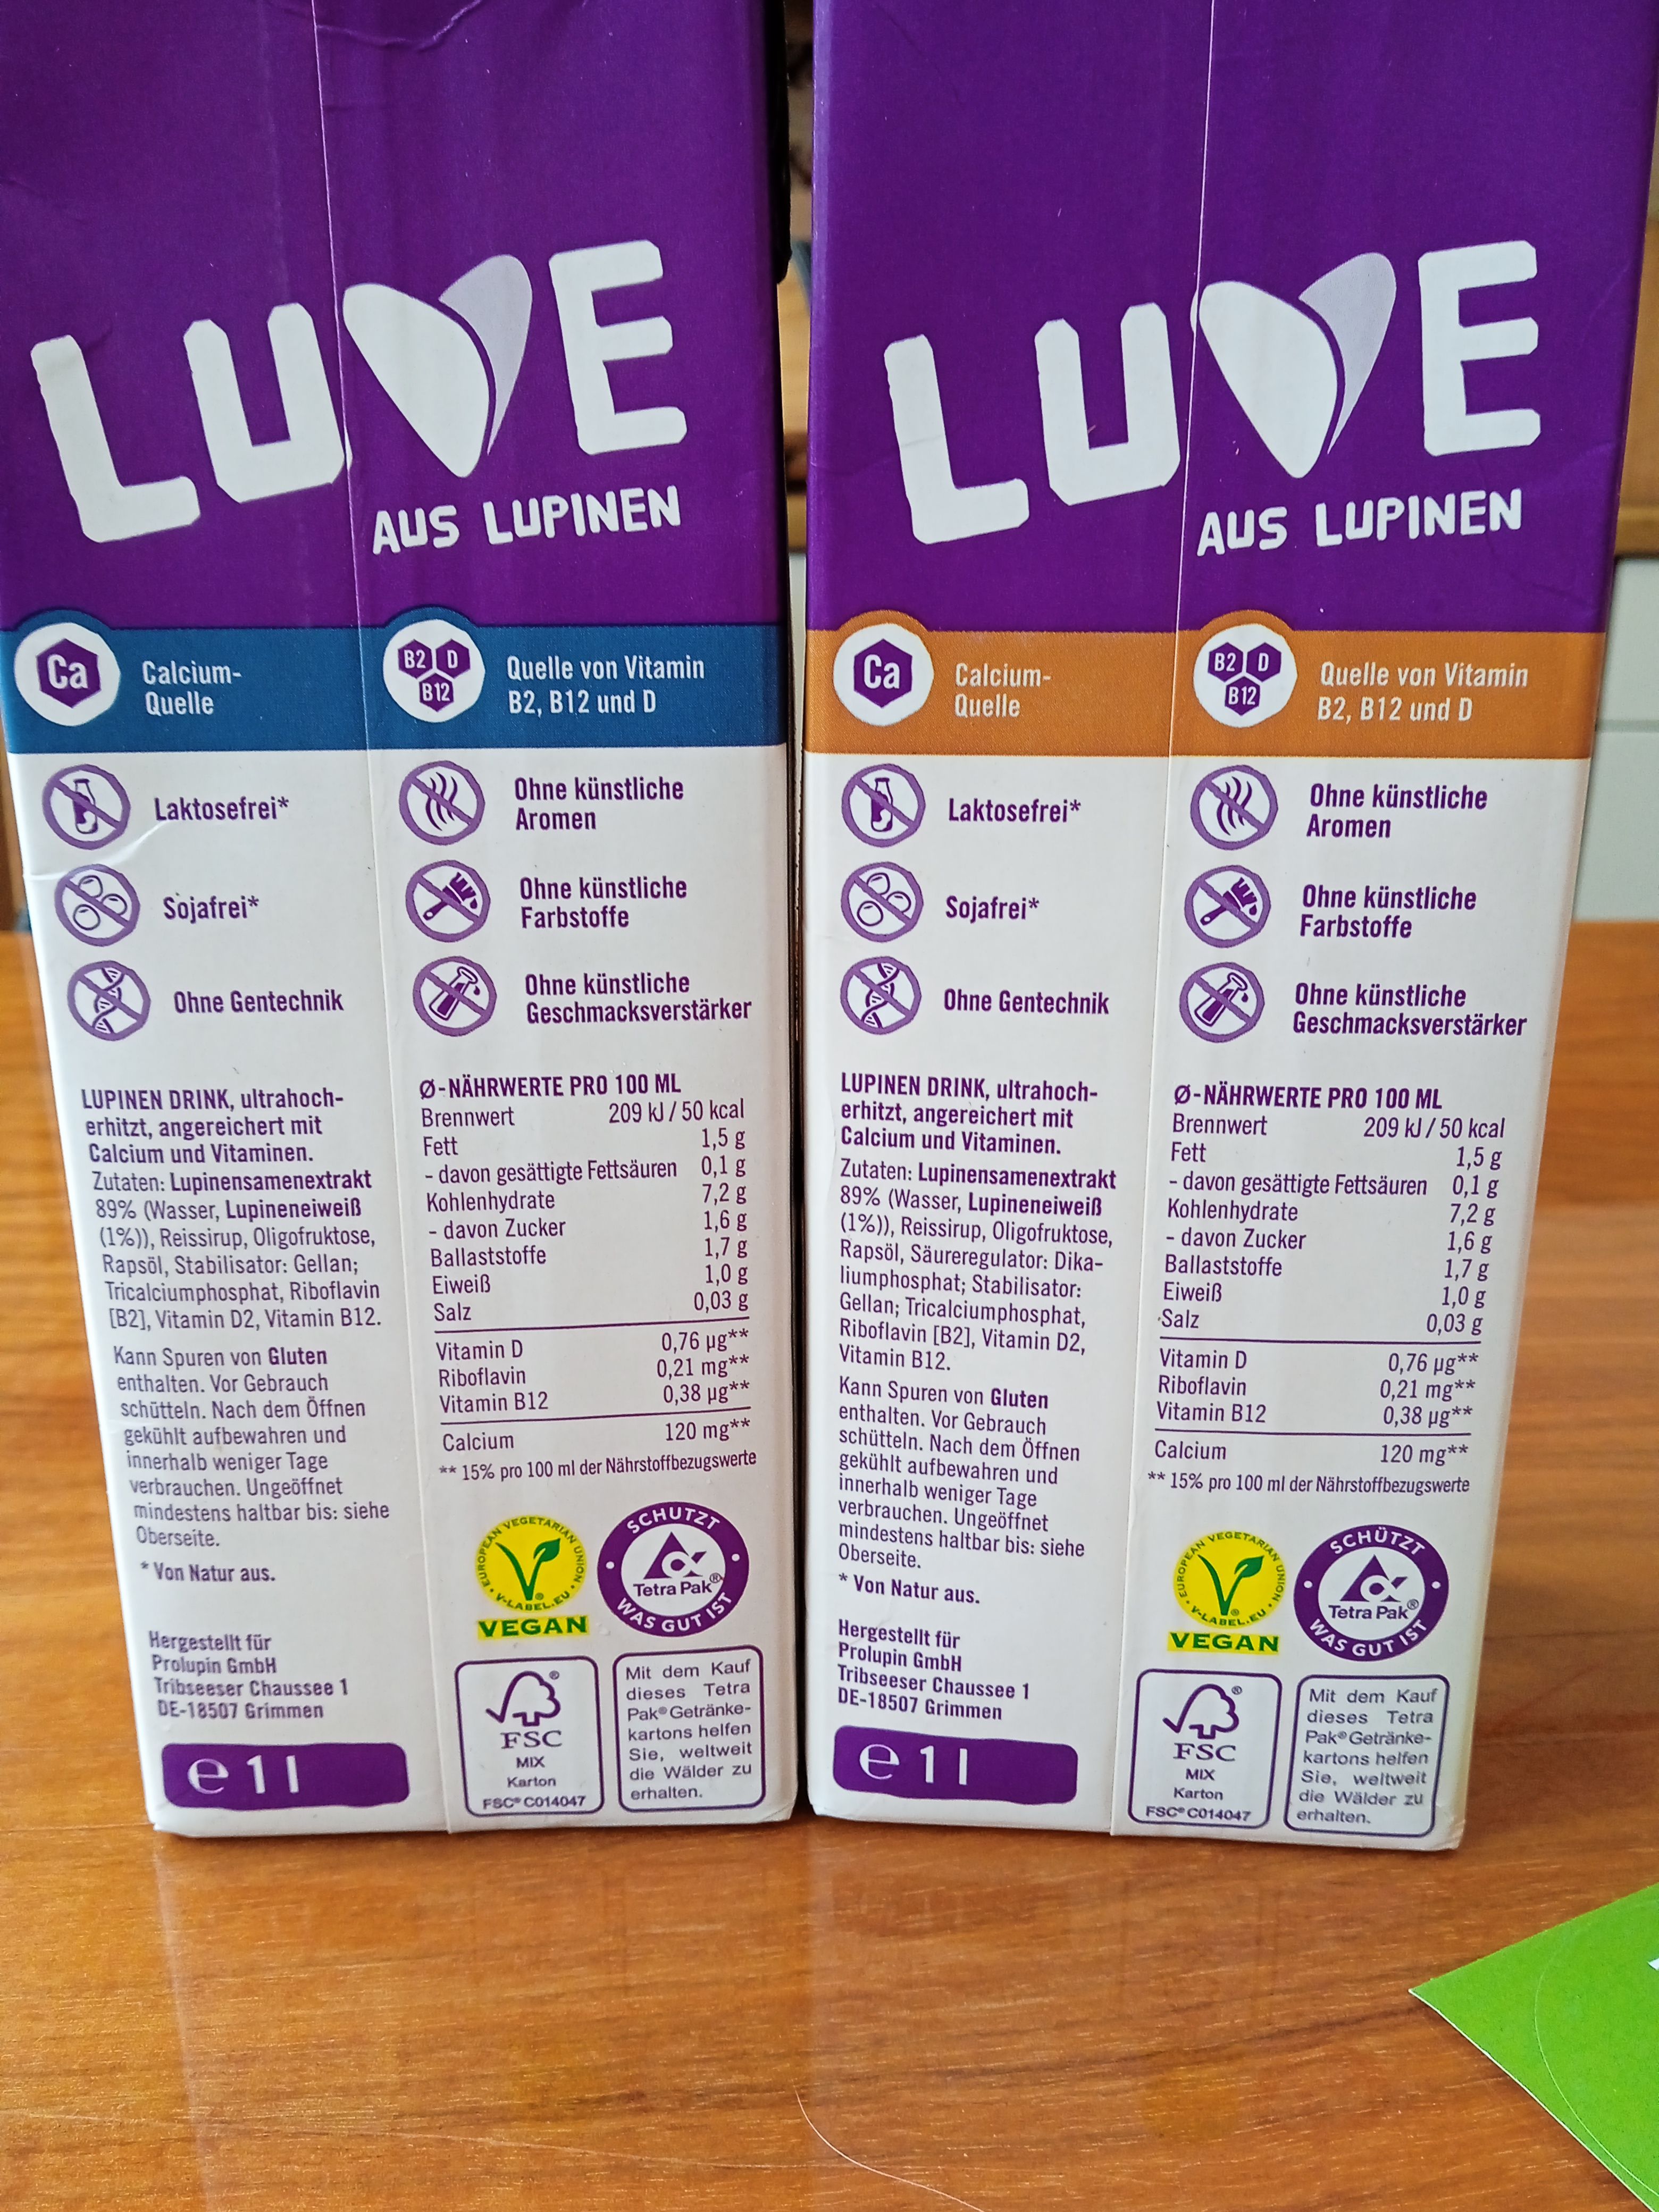 LUVE
AUS LUPINEN
Ca
Calcium-
Quelle
B2 D
B12
Quelle von Vitamin
B2, B12 und D
Laktosefrei*
Sojafrei*
Ohne Gentechnik
Ohne künstliche
Aromen
Ohne künstliche
Farbstoffe
Ohne künstliche
Geschmacksverstärker
LUPINEN DRINK, ultrahoch-
erhitzt, angereichert mit
Calcium und Vitaminen.
Zutaten: Lupinensamenextrakt
89% (Wasser, Lupineneiweiß
(1%)), Reissirup, Oligofruktose,
Rapsöl, Stabilisator: Gellan;
Tricalciumphosphat, Riboflavin
[B2], Vitamin D2, Vitamin B12.
Kann Spuren von Gluten
enthalten. Vor Gebrauch
schütteln. Nach dem Öffnen
gekühlt aufbewahren und
innerhalb weniger Tage
verbrauchen. Ungeöffnet
mindestens haltbar bis: siehe
Oberseite.
* Von Natur aus.
Hergestellt für
Prolupin GmbH
Tribseeser Chaussee 1
DE-18507 Grimmen
e 1 l
Ø-NÄHRWERTE PRO 100 ML
Brennwert 209 kJ / 50 kcal
Fett 1,5 g
- davon gesättigte Fettsäuren 0,1 g
Kohlenhydrate 7,2 g
- davon Zucker 1,6 g
Ballaststoffe 1,7 g
Eiweiß 1,0 g
Salz 0,03 g
Vitamin D 0,76 µg**
Riboflavin 0,21 mg**
Vitamin B12 0,38 µg**
Calcium 120 mg**
** 15% pro 100 ml der Nährstoffbezugswerte
EUROPEAN VEGETARIAN UNION
V-LABEL.EU
VEGAN
SCHÜTZT
Tetra Pak®
WAS GUT IST
FSC®
MIX
Karton
FSC® C014047
Mit dem Kauf
dieses Tetra
Pak® Getränke-
kartons helfen
Sie, weltweit
die Wälder zu
erhalten.
LUVE
AUS LUPINEN
Ca
Calcium-
Quelle
B2 D
B12
Quelle von Vitamin
B2, B12 und D
Laktosefrei*
Sojafrei*
Ohne Gentechnik
Ohne künstliche
Aromen
Ohne künstliche
Farbstoffe
Ohne künstliche
Geschmacksverstärker
LUPINEN DRINK, ultrahoch-
erhitzt, angereichert mit
Calcium und Vitaminen.
Zutaten: Lupinensamenextrakt
89% (Wasser, Lupineneiweiß
(1%)), Reissirup, Oligofruktose,
Rapsöl, Säureregulator: Dika-
liumphosphat; Stabilisator:
Gellan; Tricalciumphosphat,
Riboflavin [B2], Vitamin D2,
Vitamin B12.
Kann Spuren von Gluten
enthalten. Vor Gebrauch
schütteln. Nach dem Öffnen
gekühlt aufbewahren und
innerhalb weniger Tage
verbrauchen. Ungeöffnet
mindestens haltbar bis: siehe
Oberseite.
* Von Natur aus.
Hergestellt für
Prolupin GmbH
Tribseeser Chaussee 1
DE-18507 Grimmen
e 1 l
Ø-NÄHRWERTE PRO 100 ML
Brennwert 209 kJ / 50 kcal
Fett 1,5 g
- davon gesättigte Fettsäuren 0,1 g
Kohlenhydrate 7,2 g
- davon Zucker 1,6 g
Ballaststoffe 1,7 g
Eiweiß 1,0 g
Salz 0,03 g
Vitamin D 0,76 µg**
Riboflavin 0,21 mg**
Vitamin B12 0,38 µg**
Calcium 120 mg**
** 15% pro 100 ml der Nährstoffbezugswerte
EUROPEAN VEGETARIAN UNION
V-LABEL.EU
VEGAN
SCHÜTZT
Tetra Pak®
WAS GUT IST
FSC®
MIX
Karton
FSC® C014047
Mit dem Kauf
dieses Tetra
Pak® Getränke-
kartons helfen
Sie, weltweit
die Wälder zu
erhalten.